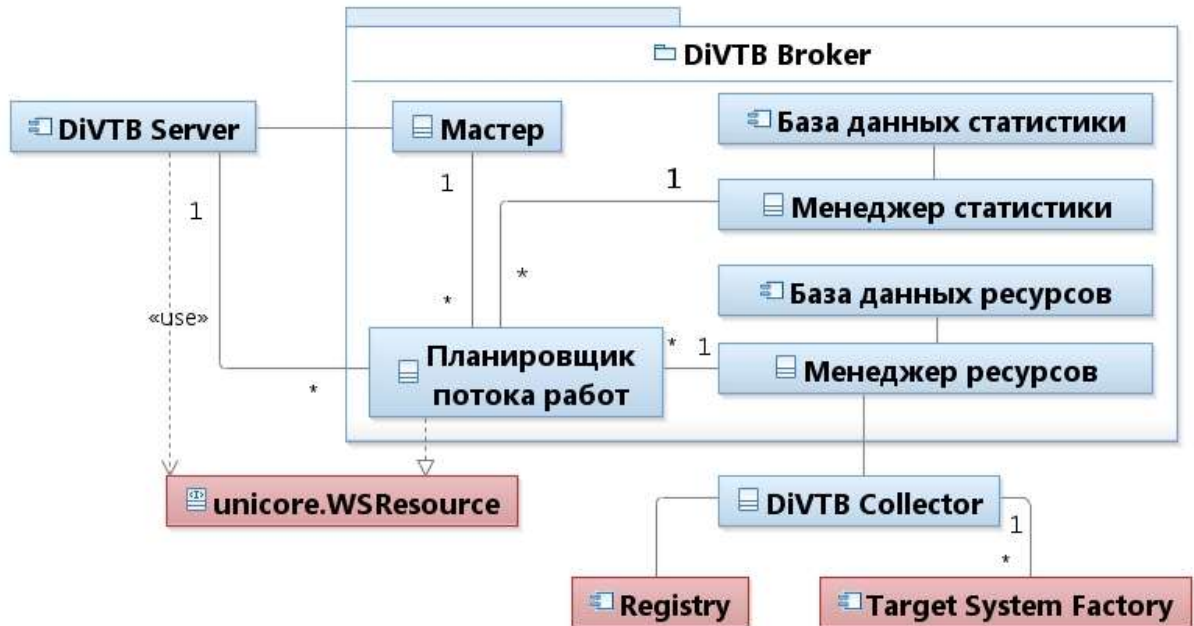 DiVTB Broker
DiVTB Server
Мастер
База данных статистики
1
1
1
Менеджер статистики
*
База данных ресурсов
*
«use»
Планировщик
потока работ
*
1
Менеджер ресурсов
*
unicore.WSResource
DiVTB Collector
1
*
Registry
Target System Factory